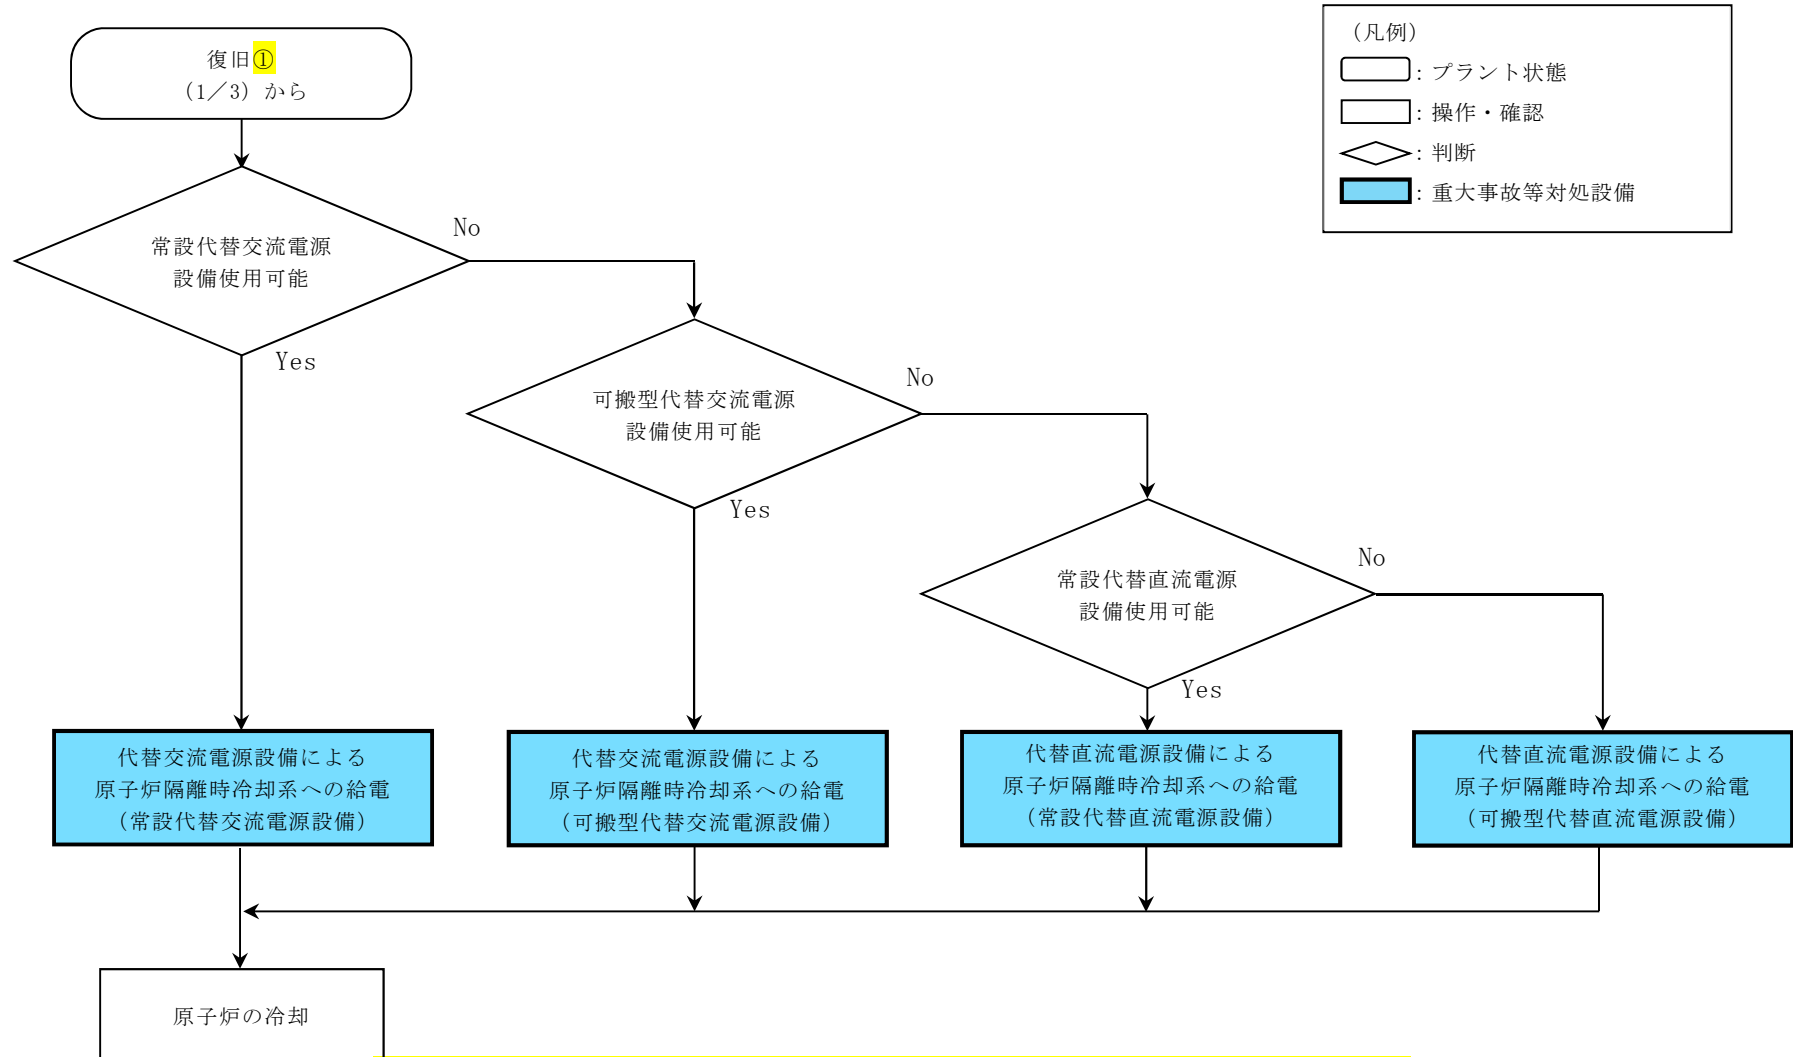 復旧①
(1/3)から
(凡例)
:プラント状態
:操作・確認
:判断
:重大事故等対処設備
常設代替交流電源
設備使用可能
No
Yes
可搬型代替交流電源
設備使用可能
No
Yes
常設代替直流電源
設備使用可能
No
Yes
代替交流電源設備による
原子炉隔離時冷却系への給電
(常設代替交流電源設備)
代替交流電源設備による
原子炉隔離時冷却系への給電
(可搬型代替交流電源設備)
代替直流電源設備による
原子炉隔離時冷却系への給電
(常設代替直流電源設備)
代替直流電源設備による
原子炉隔離時冷却系への給電
(可搬型代替直流電源設備)
原子炉の冷却